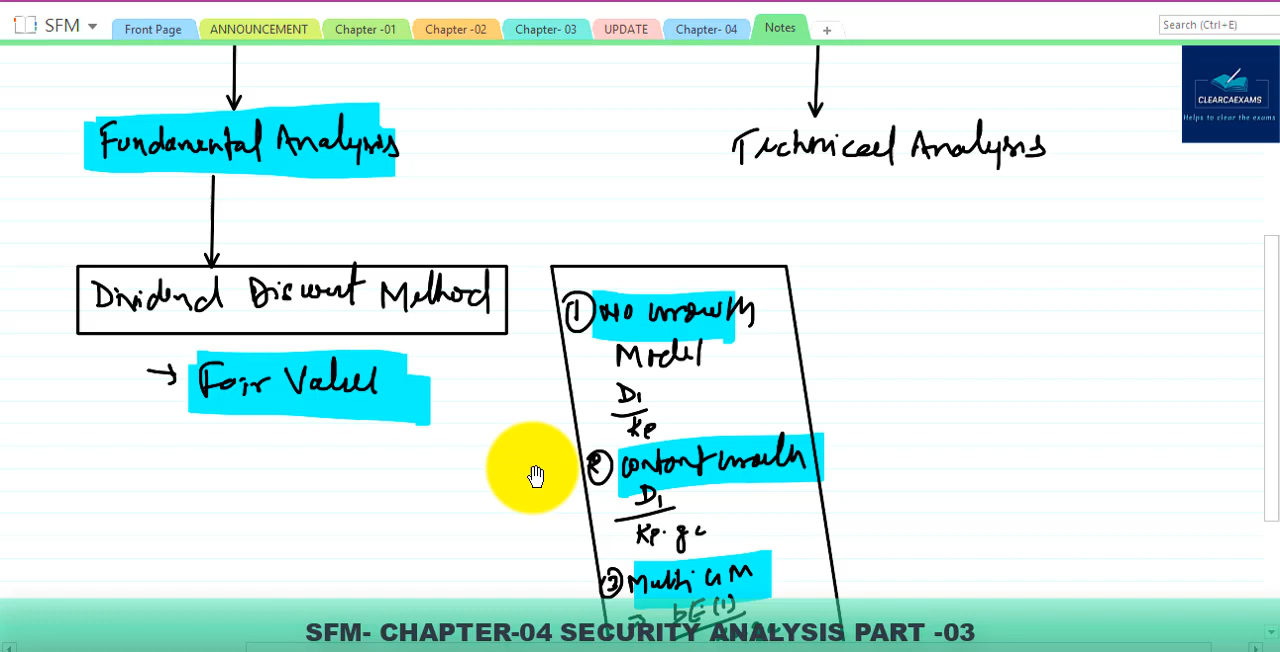 SFM
Front Page
ANNOUNCEMENT
Chapter -01
Chapter -02
Chapter- 03
UPDATE
Chapter- 04
Notes
+
Search (Ctrl+E)
CLEARCAEXAMS
Helps to clear the exams
Fundamental Analysis
Technical Analysis
Dividend Discount Method
→ Fair Value
① No Growth
Model
D₁
Ke
② Constant Growth
D₁
Ke - gc
③ Multi GM
SFM- CHAPTER-04 SECURITY ANALYSIS PART -03